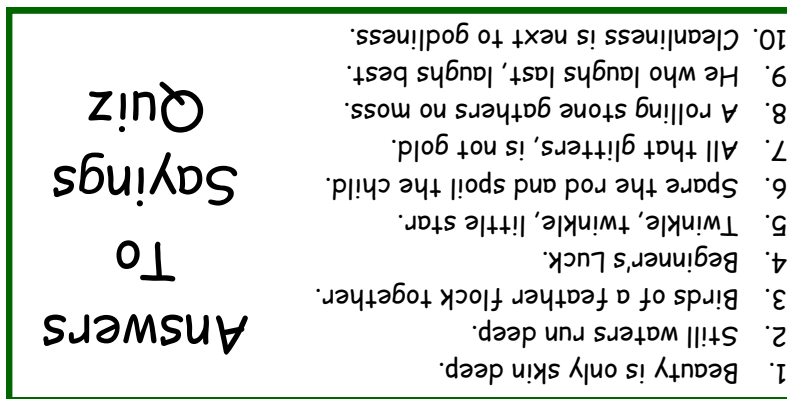 Answers
To
Sayings
Quiz
1. Beauty is only skin deep.
2. Still waters run deep.
3. Birds of a feather flock together.
4. Beginner's Luck.
5. Twinkle, twinkle, little star.
6. Spare the rod and spoil the child.
7. All that glitters, is not gold.
8. A rolling stone gathers no moss.
9. He who laughs last, laughs best.
10. Cleanliness is next to godliness.